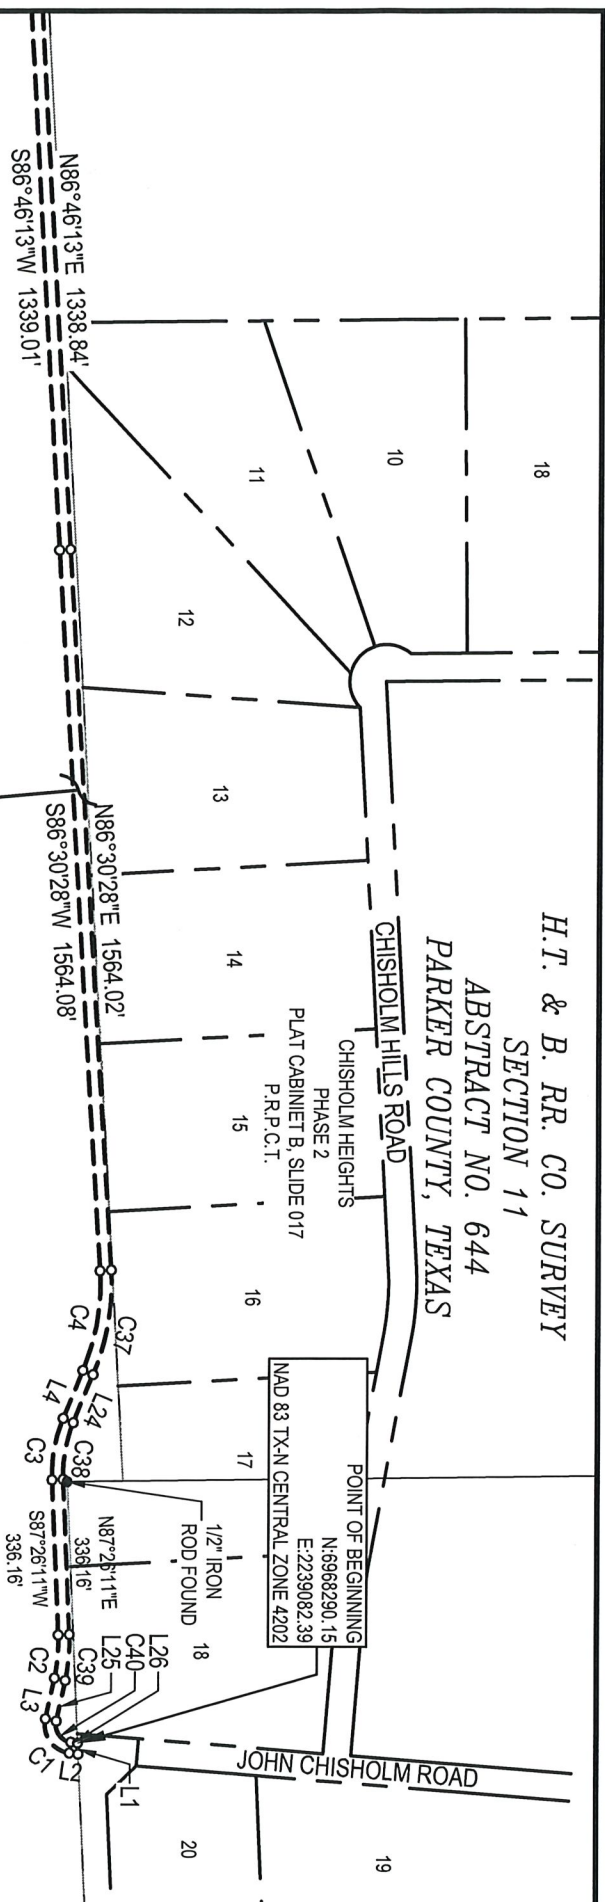 H.T. & B. RR. CO. SURVEY
SECTION 11
ABSTRACT NO. 644
PARKER COUNTY, TEXAS
18
10
11
12
13
14
15
16
17
18
19
20
CHISHOLM HILLS ROAD
CHISHOLM HEIGHTS
PHASE 2
PLAT CABINIET B, SLIDE 017
P.R.P.C.T.
POINT OF BEGINNING
N:6968290.15
E:2239082.39
NAD 83 TX-N CENTRAL ZONE 4202
JOHN CHISHOLM ROAD
N86°46'13"E 1338.84'
S86°46'13"W 1339.01'
N86°30'28"E 1564.02'
S86°30'28"W 1564.08'
C37
C4
L24
L4
C38
C3
1/2" IRON
ROD FOUND
N87°26'11"E
336.16'
S87°26'11"W
336.16'
L26
C40
L25
C39
C2
L3
C1
L2
L1